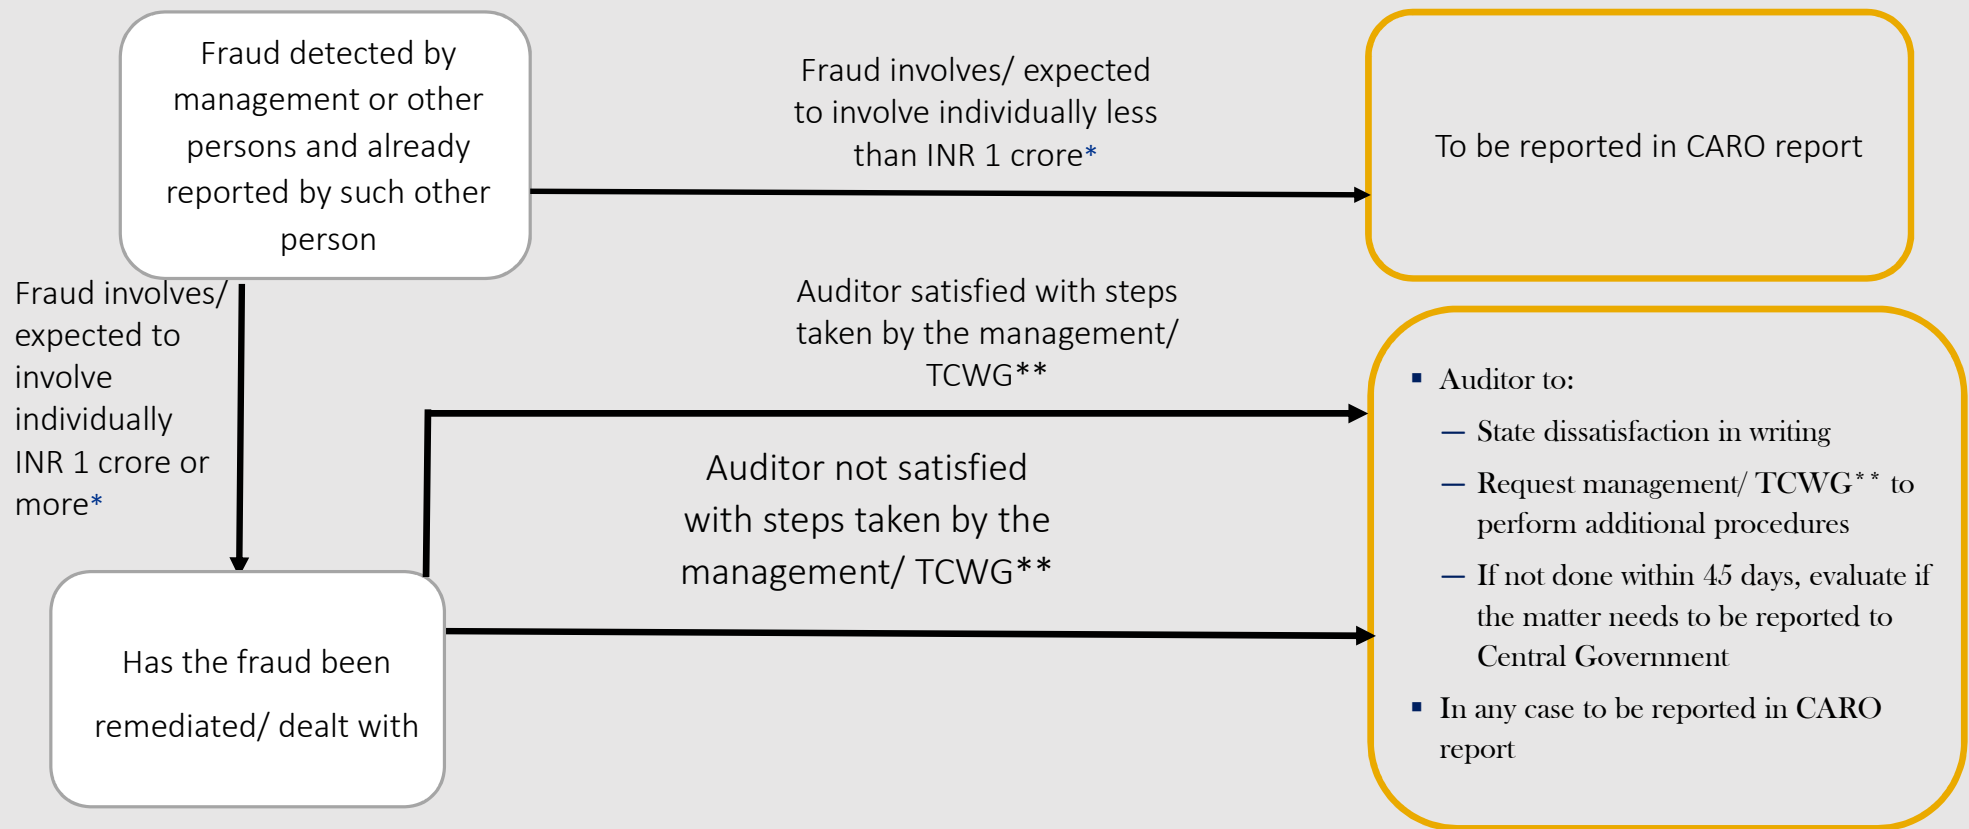 Fraud detected by
management or other
persons and already
reported by such other
person
Fraud involves/ expected
to involve individually less
than INR 1 crore*
To be reported in CARO report
Fraud involves/
expected to
involve
individually
INR 1 crore or
more*
Auditor satisfied with steps
taken by the management/
TCWG**
Auditor not satisfied
with steps taken by the
management/ TCWG**
Has the fraud been
remediated/ dealt with
▪ Auditor to:
— State dissatisfaction in writing
— Request management/ TCWG** to
perform additional procedures
— If not done within 45 days, evaluate if
the matter needs to be reported to
Central Government
▪ In any case to be reported in CARO
report